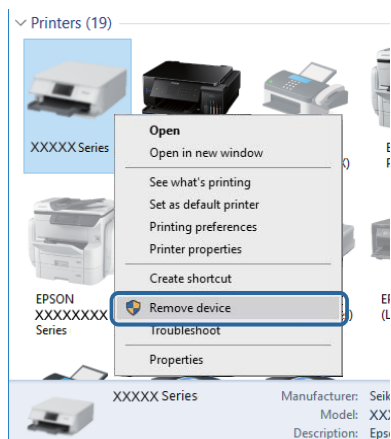 Printers (19)
XXXXX Series
Open
Open in new window
See what's printing
Set as default printer
Printing preferences
Printer properties
Create shortcut
Remove device
Troubleshoot
Properties
EPSON
XXXXXXXX
Series
XXXXX Series
Manufacturer:
Model:
Description: